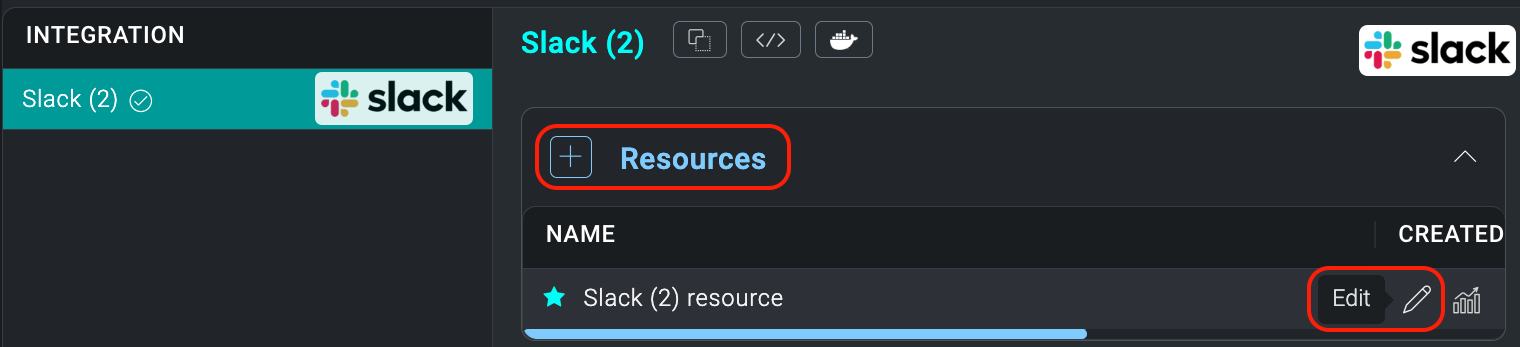 INTEGRATION
Slack (2)
slack
Slack (2)
</>
slack
Resources
NAME
CREATED
Slack (2) resource
Edit